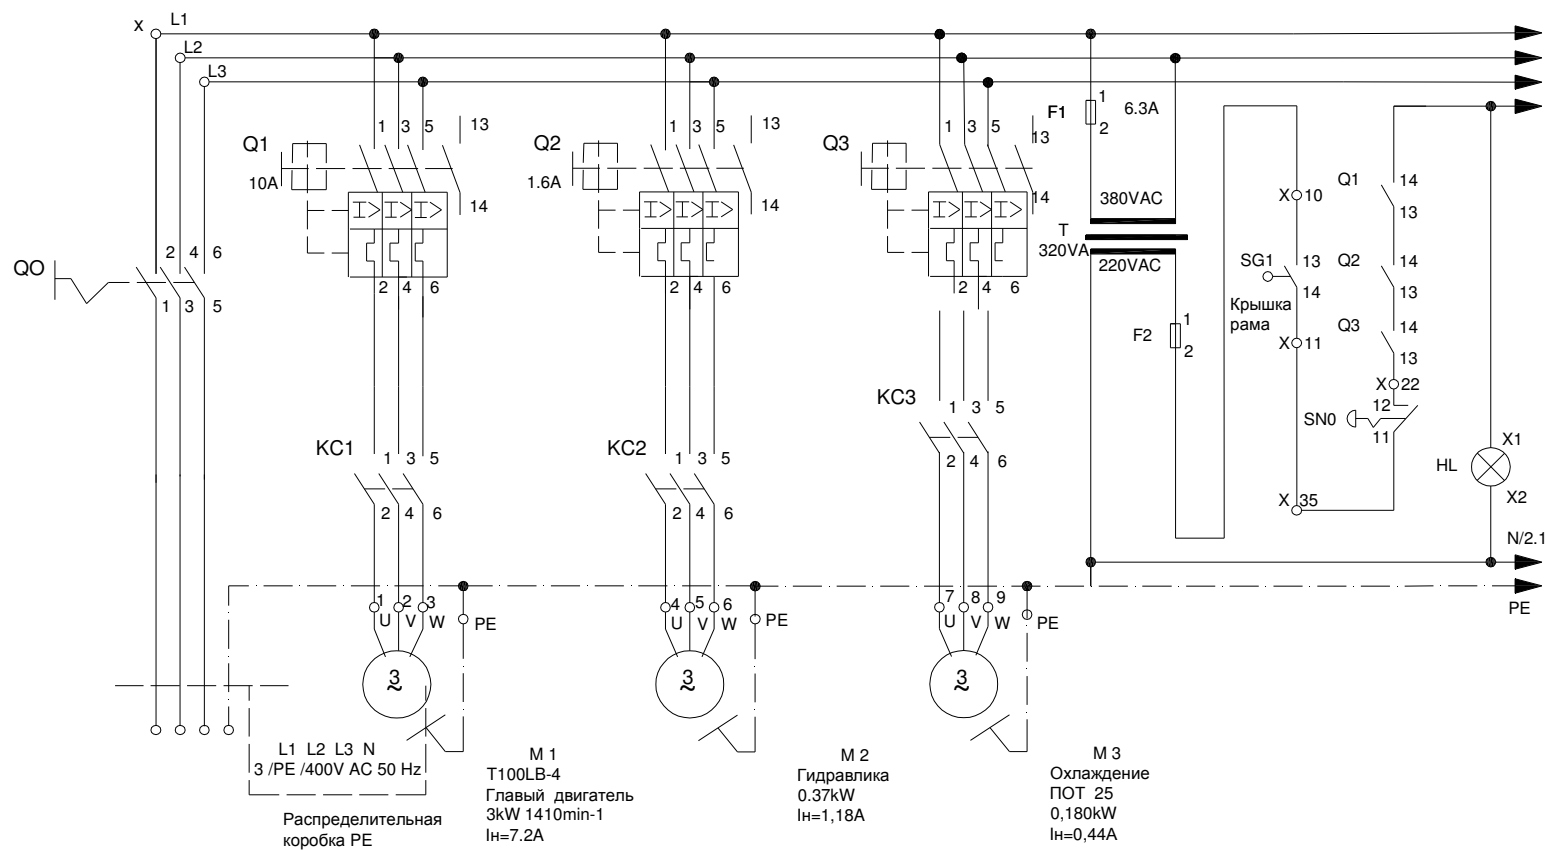 X L1
L2
L3
F1 1 6.3A
2
Q1 1 3 5 13
10A
14
2 4 6
Q2 1 3 5 13
1.6A
14
2 4 6
Q3 1 3 5 13
14
2 4 6
QO 2 4 6
1 3 5
380VAC
T
320VA
220VAC
F2 1
2
X 10
SG1 13
14
Крышка
рама
X 11
X 35
Q1 14
13
Q2 14
13
Q3 14
13
X 22
SN0 12
11
HL X1
X2
N/2.1
PE
KC1 1 3 5
2 4 6
KC2 1 3 5
2 4 6
KC3 1 3 5
2 4 6
1 2 3
U V W PE
4 5 6
U V W PE
7 8 9
U V W PE
3
~
3
~
3
~
L1 L2 L3 N
3 /PE /400V AC 50 Hz
Распределительная
коробка PE
M 1
T100LB-4
Главый двигатель
3kW 1410min-1
Iн=7.2A
M 2
Гидравлика
0.37kW
Iн=1,18A
M 3
Охлаждение
ПОТ 25
0,180kW
Iн=0,44A